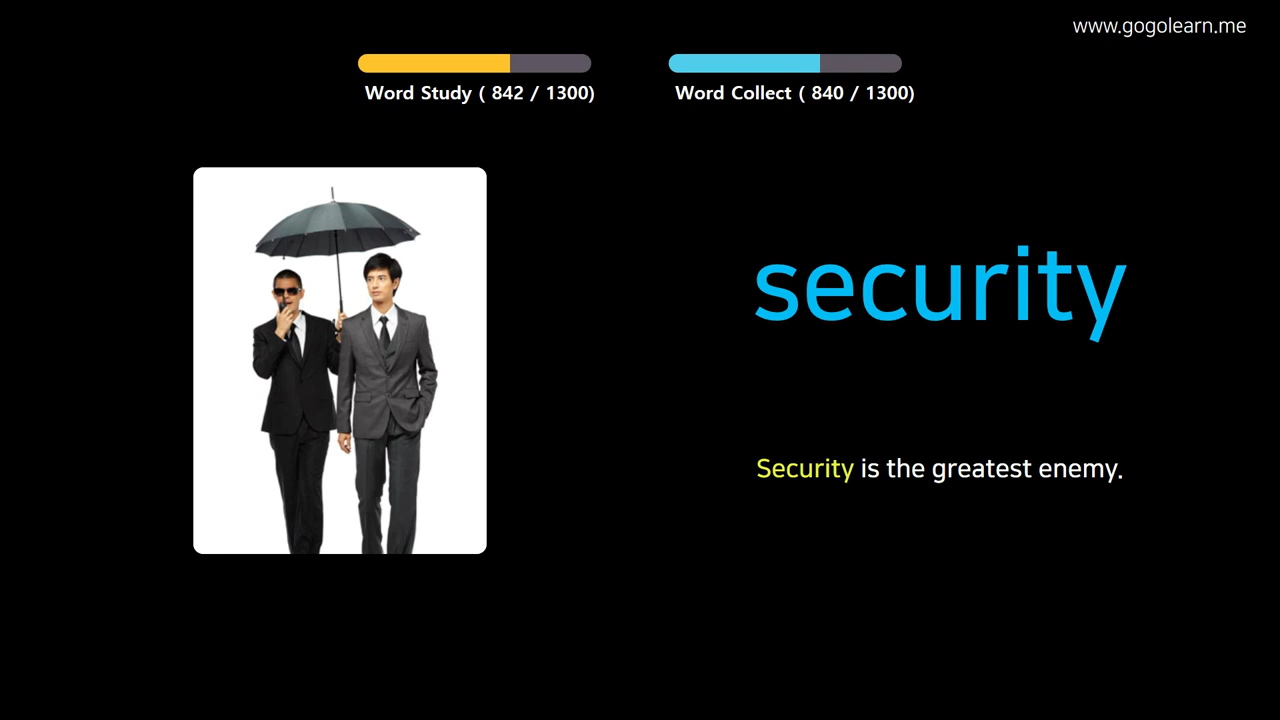 www.gogolearn.me
Word Study ( 842 / 1300)
Word Collect ( 840 / 1300)
security
Security is the greatest enemy.